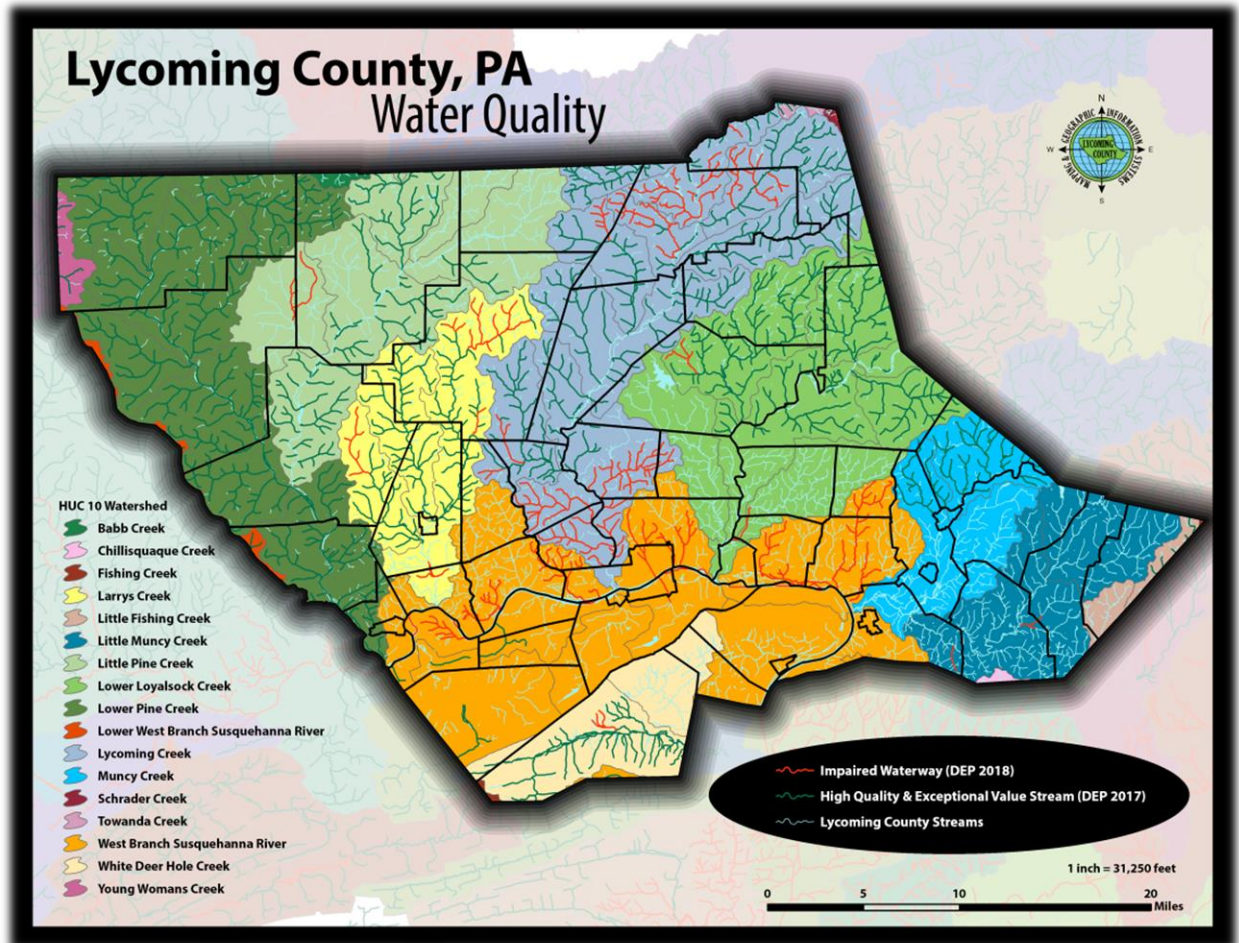 Lycoming County, PA
Water Quality
N
W
E
S
MAPPING & GEOGRAPHIC INFORMATION SYSTEMS
LYCOMING
COUNTY
HUC 10 Watershed
Babb Creek
Chillisquaque Creek
Fishing Creek
Larrys Creek
Little Fishing Creek
Little Muncy Creek
Little Pine Creek
Lower Loyalsock Creek
Lower Pine Creek
Lower West Branch Susquehanna River
Lycoming Creek
Muncy Creek
Schrader Creek
Towanda Creek
West Branch Susquehanna River
White Deer Hole Creek
Young Womans Creek
Impaired Waterway (DEP 2018)
High Quality & Exceptional Value Stream (DEP 2017)
Lycoming County Streams
1 inch = 31,250 feet
0 5 10 20
Miles